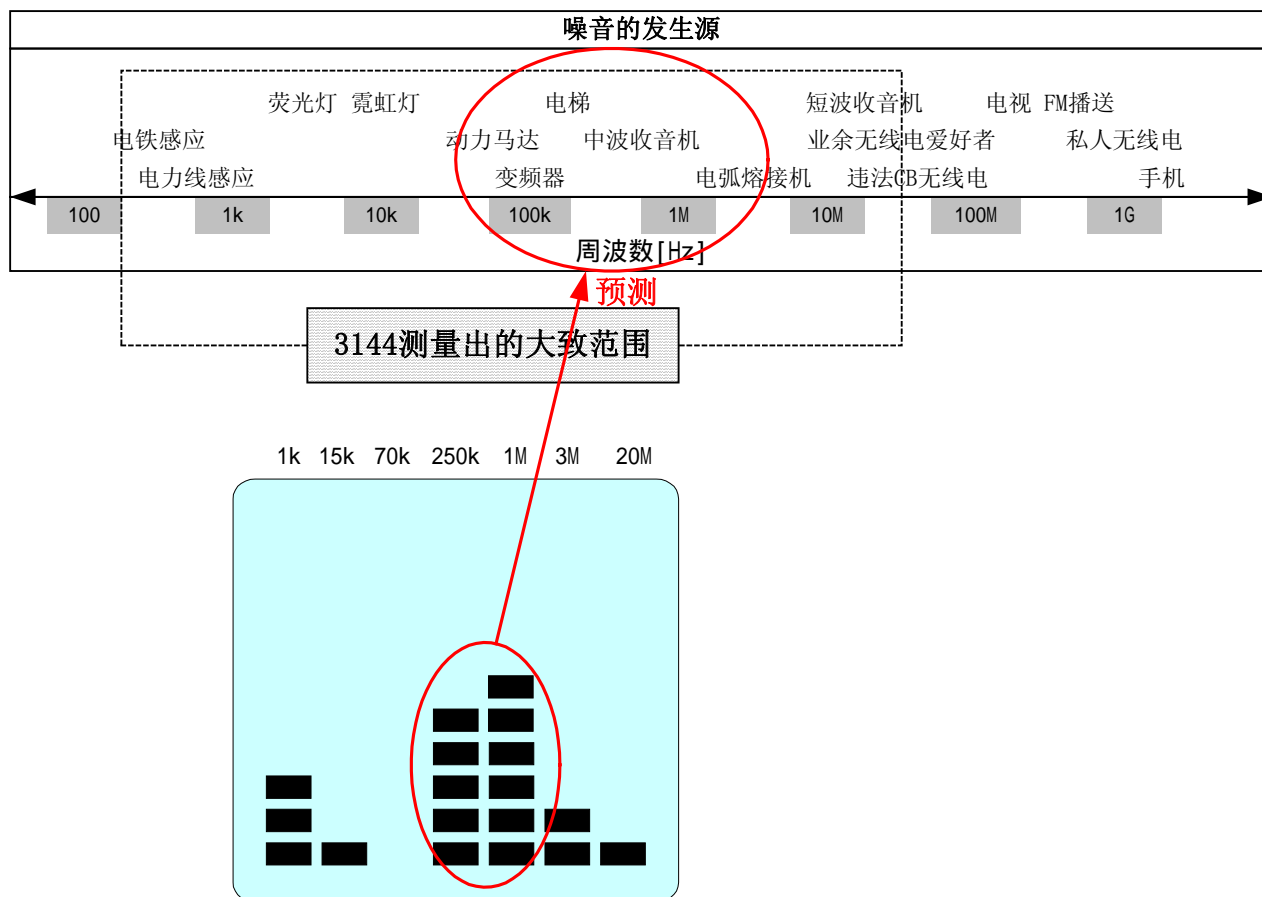 噪音的发生源
荧光灯 霓虹灯 电梯 短波收音机 电视 FM播送
电铁感应 动力马达 中波收音机 业余无线电爱好者 私人无线电
电力线感应 变频器 电弧熔接机 违法CB无线电 手机
100 1k 10k 100k 1M 10M 100M 1G
周波数[Hz]
预测
3144测量出的大致范围
1k 15k 70k 250k 1M 3M 20M